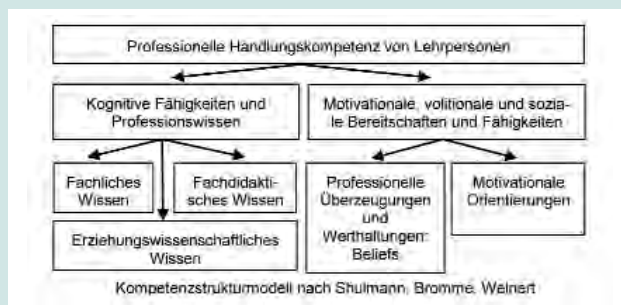 Professionelle Handlungskompetenz von Lehrpersonen
Kognitive Fähigkeiten und
Professionswissen
Motivationale, volitionale und sozia-
le Bereitschaften und Fähigkeiten
Fachliches
Wissen
Fachdidakti-
sches Wissen
Erziehungswissenschaftliches
Wissen
Professionelle
Überzeugungen
und
Werthaltungen:
Beliefs
Motivationale
Orientierungen
Kompetenzstrukturmodell nach Shulmann, Bromme, Weinert